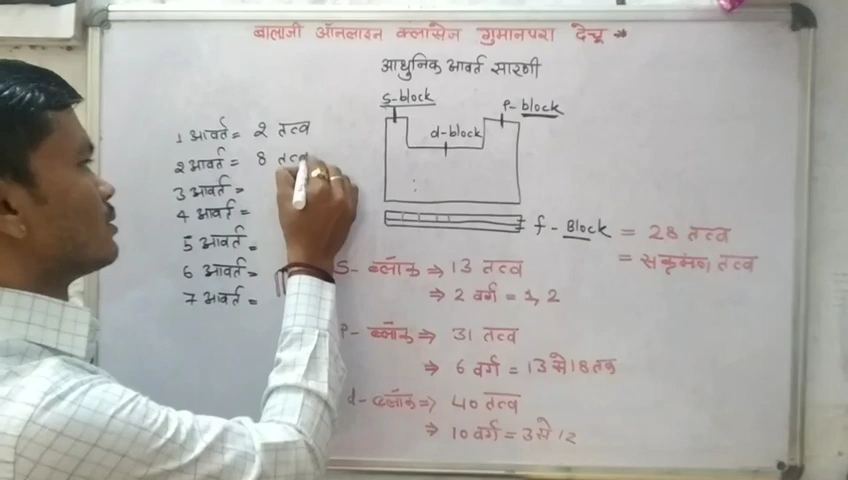 बालाजी ऑनलाइन क्लासेज गुमानपरा देचू
आधुनिक आवर्त सारणी
S-block
P-block
d-block
1 आवर्त = 2 तत्व
2 आवर्त = 8 तत्व
3 आवर्त =
4 आवर्त =
5 आवर्त =
6 आवर्त =
7 आवर्त =
f - Block = 28 तत्व
= सक्रमण तत्व
S- ब्लॉक ⇒ 13 तत्व
⇒ 2 वर्ग = 1, 2
P- ब्लॉक ⇒ 31 तत्व
⇒ 6 वर्ग = 13 से 18 तक
d- ब्लॉक ⇒ 40 तत्व
⇒ 10 वर्ग = 3 से 12